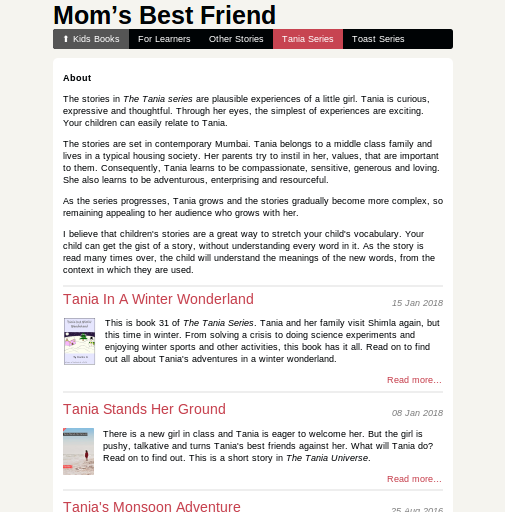 Mom’s Best Friend
⬆ Kids Books For Learners Other Stories Tania Series Toast Series
About
The stories in The Tania series are plausible experiences of a little girl. Tania is curious,
expressive and thoughtful. Through her eyes, the simplest of experiences are exciting.
Your children can easily relate to Tania.
The stories are set in contemporary Mumbai. Tania belongs to a middle class family and
lives in a typical housing society. Her parents try to instil in her, values, that are important
to them. Consequently, Tania learns to be compassionate, sensitive, generous and loving.
She also learns to be adventurous, enterprising and resourceful.
As the series progresses, Tania grows and the stories gradually become more complex, so
remaining appealing to her audience who grows with her.
I believe that children's stories are a great way to stretch your child's vocabulary. Your
child can get the gist of a story, without understanding every word in it. As the story is
read many times over, the child will understand the meanings of the new words, from the
context in which they are used.
Tania In A Winter Wonderland
15 Jan 2018
This is book 31 of The Tania Series. Tania and her family visit Shimla again, but
this time in winter. From solving a crisis to doing science experiments and
enjoying winter sports and other activities, this book has it all. Read on to find
out all about Tania's adventures in a winter wonderland.
Read more…
Tania Stands Her Ground
08 Jan 2018
There is a new girl in class and Tania is eager to welcome her. But the girl is
pushy, talkative and turns Tania's best friends against her. What will Tania do?
Read on to find out. This is a short story in The Tania Universe.
Read more…
Tania's Monsoon Adventure
25 Aug 2016